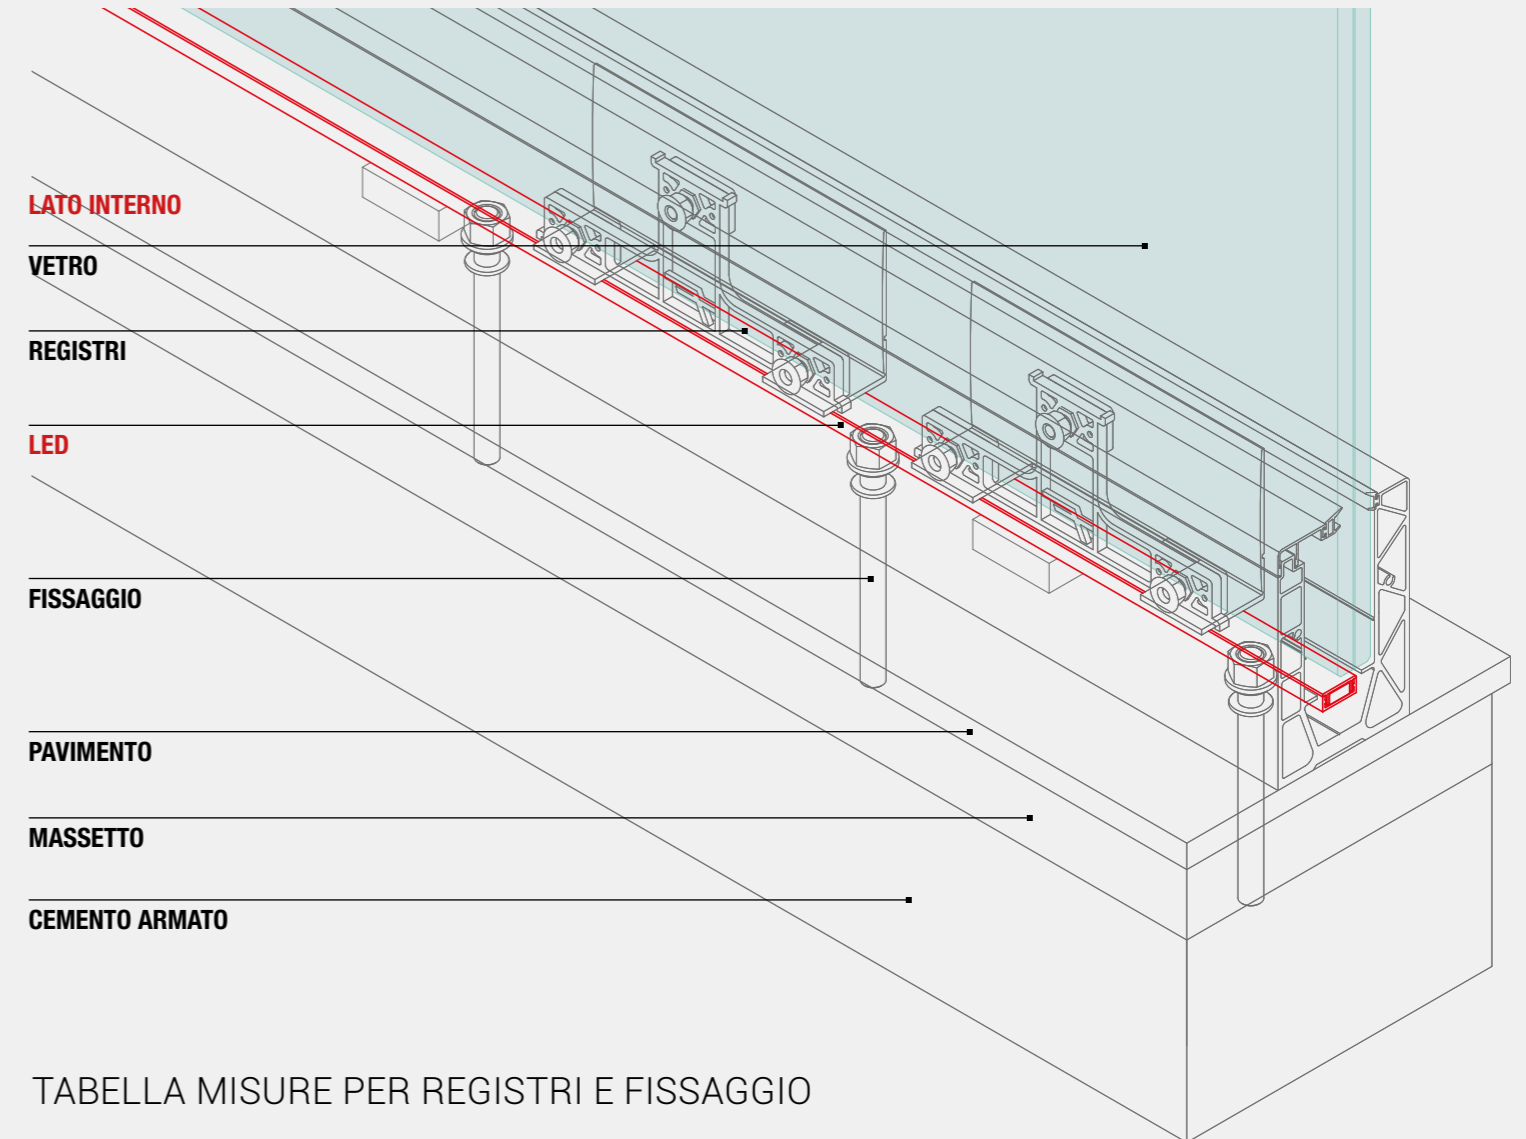 LATO INTERNO
VETRO
REGISTRI
LED
FISSAGGIO
PAVIMENTO
MASSETTO
CEMENTO ARMATO
TABELLA MISURE PER REGISTRI E FISSAGGIO